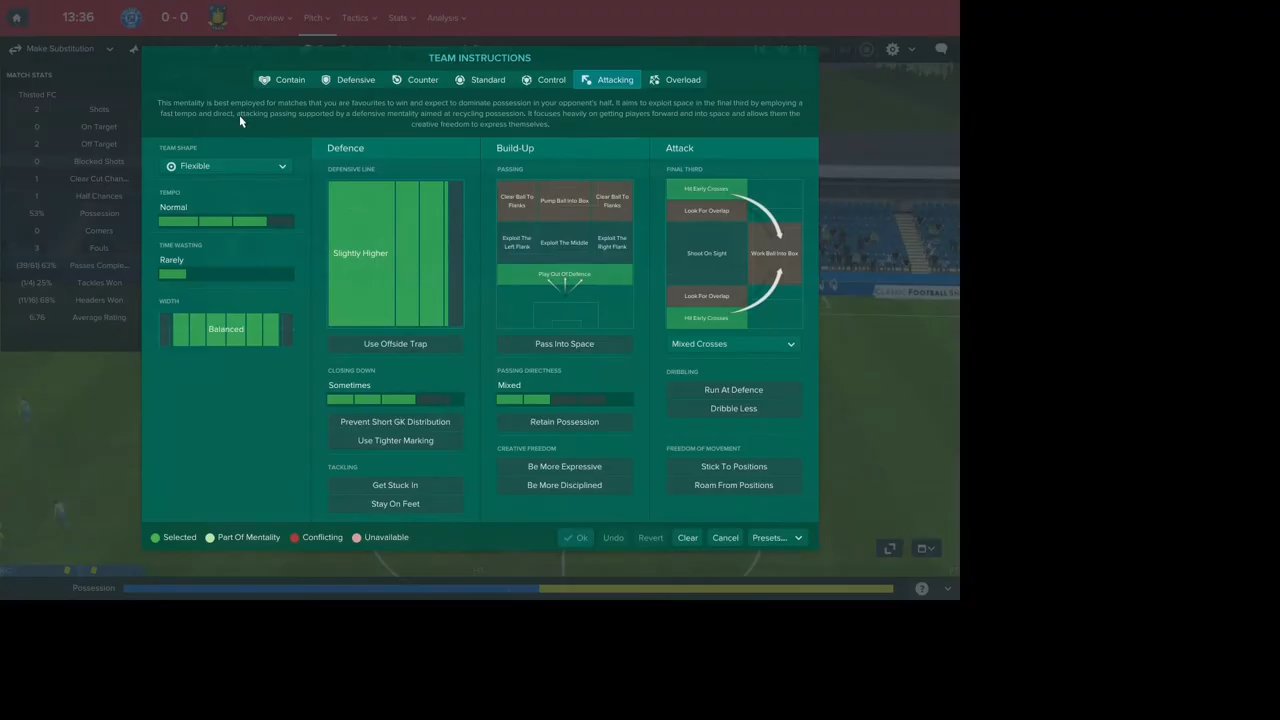 13:36
0 - 0
Overview
Pitch
Tactics
Stats
Analysis
Make Substitution
MATCH STATS
Thisted FC
2 Shots
0 On Target
2 Off Target
0 Blocked Shots
1 Clear Cut Chan...
1 Half Chances
53% Possession
0 Corners
3 Fouls
(39/61) 63% Passes Comple...
(1/4) 25% Tackles Won
(11/16) 68% Headers Won
6.76 Average Rating
TEAM INSTRUCTIONS
Contain
Defensive
Counter
Standard
Control
Attacking
Overload
This mentality is best employed for matches that you are favourites to win and expect to dominate possession in your opponent's half. It aims to exploit space in the final third by employing a
fast tempo and direct, attacking passing supported by a defensive mentality aimed at recycling possession. It focuses heavily on getting players forward and into space and allows them the
creative freedom to express themselves.
TEAM SHAPE
Flexible
TEMPO
Normal
TIME WASTING
Rarely
WIDTH
Balanced
Defence
DEFENSIVE LINE
Slightly Higher
Use Offside Trap
CLOSING DOWN
Sometimes
Prevent Short GK Distribution
Use Tighter Marking
TACKLING
Get Stuck In
Stay On Feet
Build-Up
PASSING
Clear Ball To
Flanks
Pump Ball Into Box
Clear Ball To
Flanks
Exploit The
Left Flank
Exploit The Middle
Exploit The
Right Flank
Play Out Of Defence
Pass Into Space
PASSING DIRECTNESS
Mixed
Retain Possession
CREATIVE FREEDOM
Be More Expressive
Be More Disciplined
Attack
FINAL THIRD
Hit Early Crosses
Look For Overlap
Shoot On Sight
Work Ball Into Box
Look For Overlap
Hit Early Crosses
Mixed Crosses
DRIBBLING
Run At Defence
Dribble Less
FREEDOM OF MOVEMENT
Stick To Positions
Roam From Positions
Selected
Part Of Mentality
Conflicting
Unavailable
Ok
Undo
Revert
Clear
Cancel
Presets...
CLASSIC FOOTBALL SH
HT
Possession